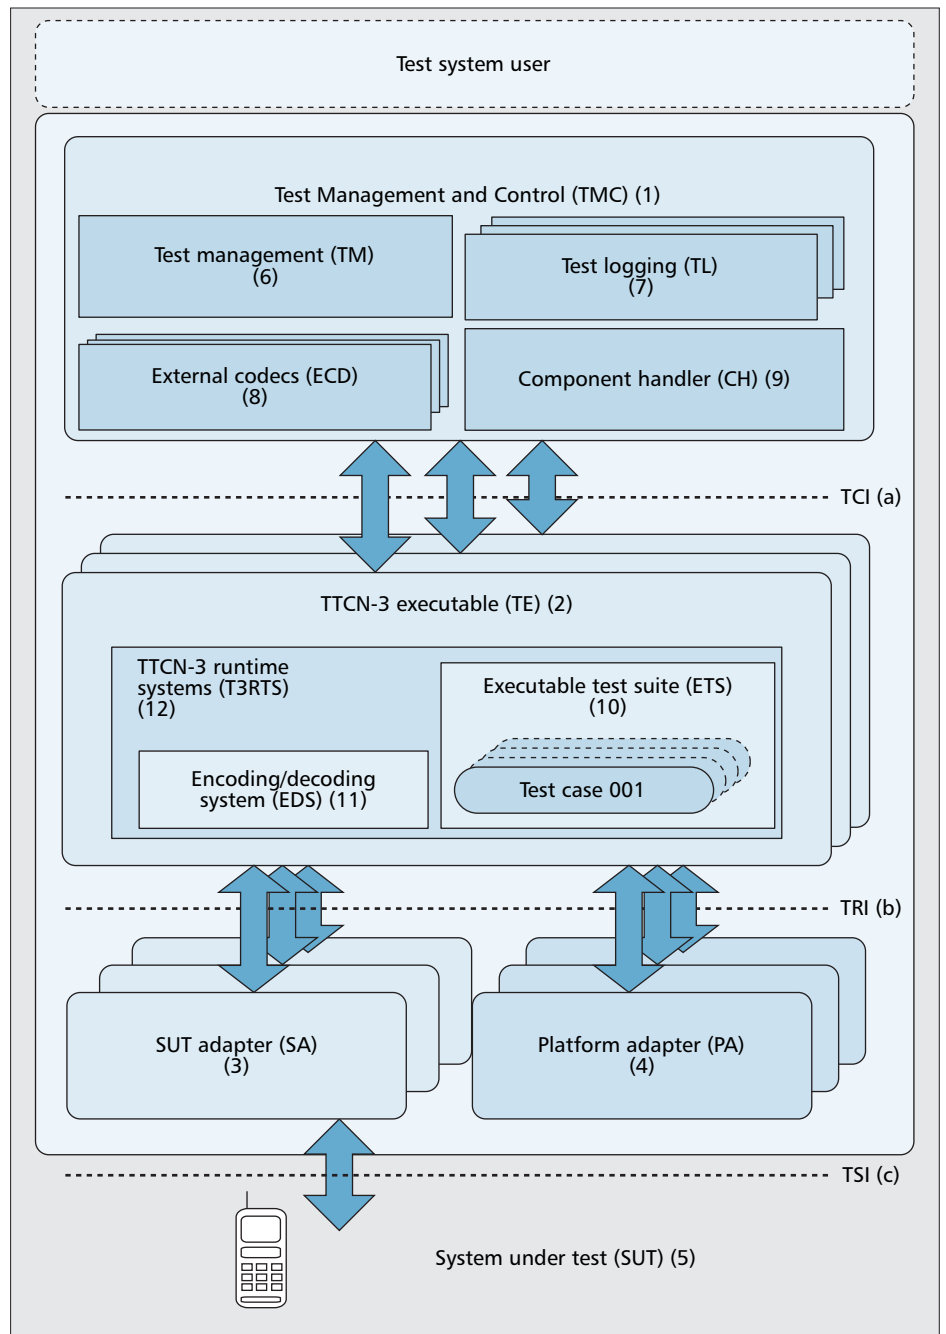 Test system user
Test Management and Control (TMC) (1)
Test management (TM)
(6)
Test logging (TL)
(7)
External codecs (ECD)
(8)
Component handler (CH) (9)
TCI (a)
TTCN-3 executable (TE) (2)
TTCN-3 runtime
systems (T3RTS)
(12)
Executable test suite (ETS)
(10)
Encoding/decoding
system (EDS) (11)
Test case 001
TRI (b)
SUT adapter (SA)
(3)
Platform adapter (PA)
(4)
TSI (c)
System under test (SUT) (5)